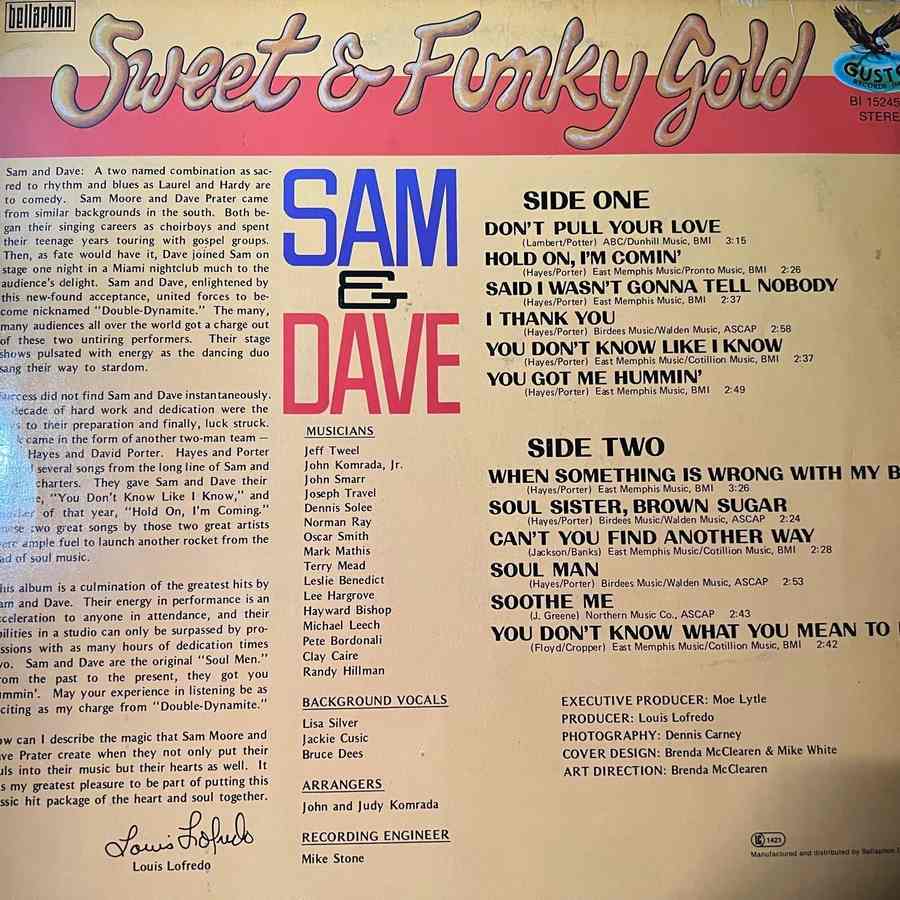 bellaphon
Sweet & Funky Gold
GUSTO
RECORDS
BI 15245
STEREO
Sam and Dave: A two named combination as sac-
red to rhythm and blues as Laurel and Hardy are
to comedy. Sam Moore and Dave Prater came
from similar backgrounds in the south. Both be-
gan their singing careers as choirboys and spent
their teenage years touring with gospel groups.
Then, as fate would have it, Dave joined Sam on
stage one night in a Miami nightclub much to the
audience's delight. Sam and Dave, enlightened by
this new-found acceptance, united forces to be-
come nicknamed "Double-Dynamite." The many,
many audiences all over the world got a charge out
of these two untiring performers. Their stage
shows pulsated with energy as the dancing duo
sang their way to stardom.
Success did not find Sam and Dave instantaneously.
decade of hard work and dedication were the
to their preparation and finally, luck struck.
came in the form of another two-man team —
Hayes and David Porter. Hayes and Porter
several songs from the long line of Sam and
charters. They gave Sam and Dave their
"You Don't Know Like I Know," and
of that year, "Hold On, I'm Coming."
These two great songs by those two great artists
were ample fuel to launch another rocket from the
of soul music.
This album is a culmination of the greatest hits by
Sam and Dave. Their energy in performance is an
acceleration to anyone in attendance, and their
abilities in a studio can only be surpassed by pro-
sessions with as many hours of dedication times
two. Sam and Dave are the original "Soul Men."
From the past to the present, they got you
hummin'. May your experience in listening be as
exciting as my charge from "Double-Dynamite."
How can I describe the magic that Sam Moore and
Dave Prater create when they not only put their
souls into their music but their hearts as well. It
is my greatest pleasure to be part of putting this
classic hit package of the heart and soul together.
Louis Lofredo
Louis Lofredo
SAM
&
DAVE
MUSICIANS
Jeff Tweel
John Komrada, Jr.
John Smarr
Joseph Travel
Dennis Solee
Norman Ray
Oscar Smith
Mark Mathis
Terry Mead
Leslie Benedict
Lee Hargrove
Hayward Bishop
Michael Leech
Pete Bordonali
Clay Caire
Randy Hillman
BACKGROUND VOCALS
Lisa Silver
Jackie Cusic
Bruce Dees
ARRANGERS
John and Judy Komrada
RECORDING ENGINEER
Mike Stone
SIDE ONE
DON'T PULL YOUR LOVE
(Lambert/Potter) ABC/Dunhill Music, BMI 3:15
HOLD ON, I'M COMIN'
(Hayes/Porter) East Memphis Music/Pronto Music, BMI 2:26
SAID I WASN'T GONNA TELL NOBODY
(Hayes/Porter) East Memphis Music, BMI 2:37
I THANK YOU
(Hayes/Porter) Birdees Music/Walden Music, ASCAP 2:58
YOU DON'T KNOW LIKE I KNOW
(Hayes/Porter) East Memphis Music/Cotillion Music, BMI 2:37
YOU GOT ME HUMMIN'
(Hayes/Porter) East Memphis Music, BMI 2:49
SIDE TWO
WHEN SOMETHING IS WRONG WITH MY B
(Hayes/Porter) East Memphis Music, BMI 3:26
SOUL SISTER, BROWN SUGAR
(Hayes/Porter) Birdees Music/Walden Music, ASCAP 2:24
CAN'T YOU FIND ANOTHER WAY
(Jackson/Banks) East Memphis Music/Cotillion Music, BMI 2:28
SOUL MAN
(Hayes/Porter) Birdees Music/Walden Music, ASCAP 2:53
SOOTHE ME
(J. Greene) Northern Music Co., ASCAP 2:43
YOU DON'T KNOW WHAT YOU MEAN TO
(Floyd/Cropper) East Memphis Music/Cotillion Music, BMI 2:42
EXECUTIVE PRODUCER: Moe Lytle
PRODUCER: Louis Lofredo
PHOTOGRAPHY: Dennis Carney
COVER DESIGN: Brenda McClearen & Mike White
ART DIRECTION: Brenda McClearen
LC 1421
Manufactured and distributed by Bellaphon